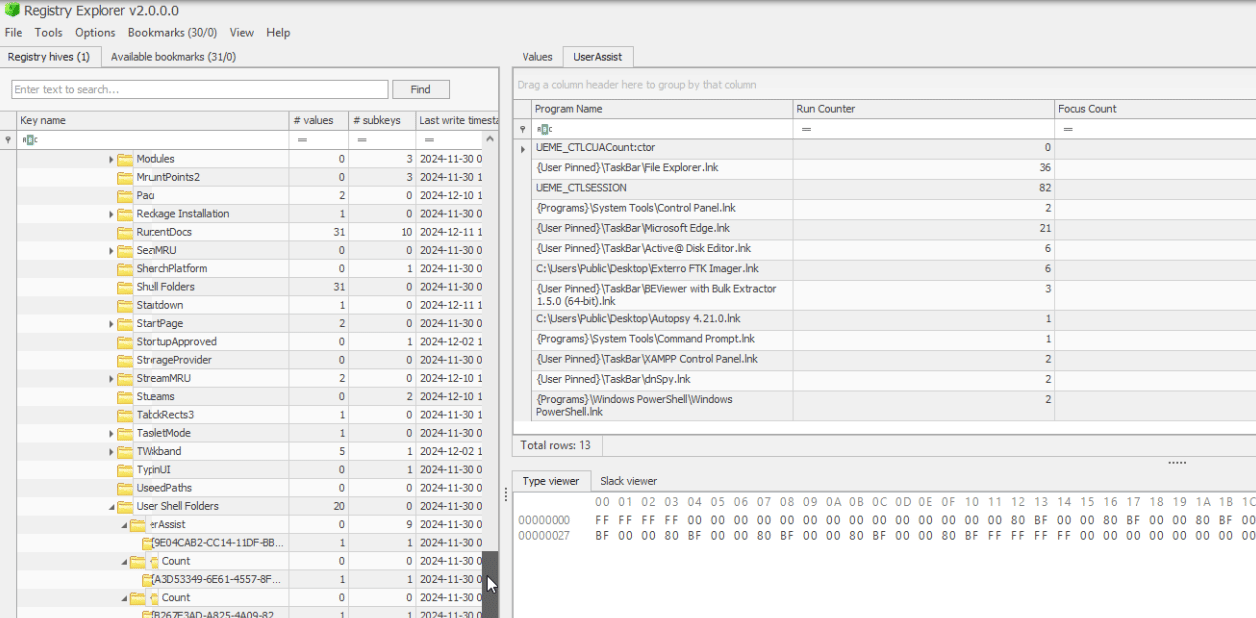 Registry Explorer v2.0.0.0
File Tools Options Bookmarks (30/0) View Help
Registry hives (1) Available bookmarks (31/0)
Enter text to search... Find
Key name # values # subkeys Last write timesta
= = =
Modules 0 3 2024-11-30 0
MruntPoints2 0 3 2024-11-30 1
2 0 2024-12-10 1
Reckage Installation 1 0 2024-11-30 0
RucentDocs 31 10 2024-12-11 1
SeaMRU 0 0 2024-11-30 0
SherchPlatform 0 1 2024-11-30 0
Shull Folders 31 0 2024-11-30 0
Statdown 1 0 2024-12-11 1
StartPage 2 0 2024-11-30 0
StortupApproved 0 1 2024-12-02 1
StrerageProvider 0 0 2024-11-30 0
StreamMRU 2 0 2024-12-10 1
Stueams 0 2 2024-12-10 1
TabckRects3 1 0 2024-11-30 1
TasletMode 1 0 2024-11-30 0
TWkband 5 1 2024-12-02 1
TypinUI 0 1 2024-11-30 0
UseedPaths 0 0 2024-11-30 0
User Shell Folders 20 0 2024-11-30 0
erAssist 0 9 2024-11-30 0
{9E04CAB2-CC14-11DF-BB... 1 1 2024-11-30 0
Count 0 0 2024-11-30 0
{A3D53349-6E61-4557-8F... 1 1 2024-11-30 0
Count 0 0 2024-11-30 0
{B267E3AD-A825-4A09-82 1 1 2024-11-30 0
Values UserAssist
Drag a column header here to group by that column
Program Name Run Counter Focus Count
= =
UEME_CTLCUACount:ctor 0
{User Pinned}\TaskBar\File Explorer.lnk 36
UEME_CTLSESSION 82
{Programs}\System Tools\Control Panel.lnk 2
{User Pinned}\TaskBar\Microsoft Edge.lnk 21
{User Pinned}\TaskBar\Active@ Disk Editor.lnk 6
C:\Users\Public\Desktop\Exterro FTK Imager.lnk 6
{User Pinned}\TaskBar\BEViewer with Bulk Extractor 3
1.5.0 (64-bit).lnk
C:\Users\Public\Desktop\Autopsy 4.21.0.lnk 1
{Programs}\System Tools\Command Prompt.lnk 1
{User Pinned}\TaskBar\XAMPP Control Panel.lnk 2
{User Pinned}\TaskBar\dnSpy.lnk 2
{Programs}\Windows PowerShell\Windows 2
PowerShell.lnk
Total rows: 13
Type viewer Slack viewer
00 01 02 03 04 05 06 07 08 09 0A 0B 0C 0D 0E 0F 10 11 12 13 14 15 16 17 18 19 1A 1B 1C
00000000 FF FF FF FF 00 00 00 00 00 00 00 00 00 00 00 00 00 00 80 BF 00 00 80 BF 00 00 80 BF 00
00000027 BF 00 00 80 BF 00 00 80 BF 00 00 80 BF 00 00 80 BF FF FF FF FF 00 00 00 00 00 00 00 00